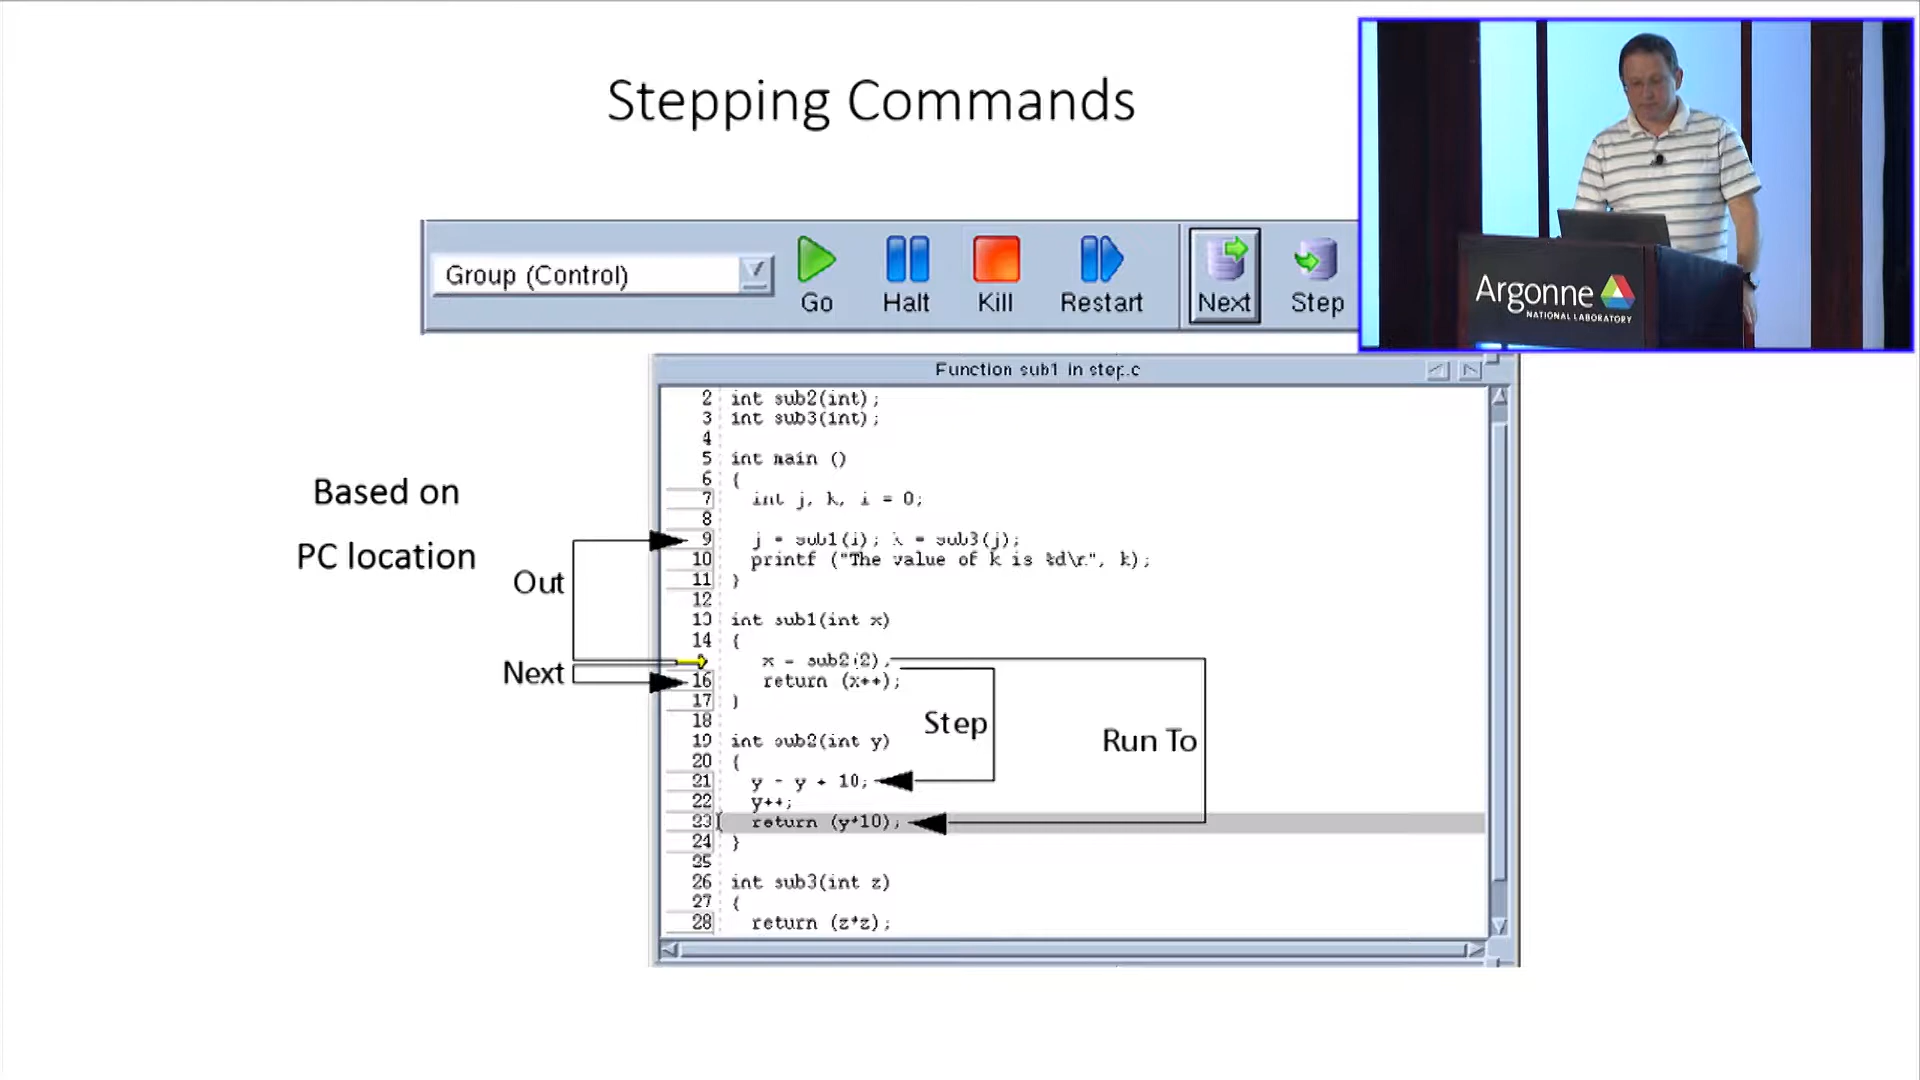 Stepping Commands
Group (Control)
Go
Halt
Kill
Restart
Next
Step
Argonne
NATIONAL LABORATORY
Function sub1 in step.c
2 int sub2(int);
3 int sub3(int);
4
5 int main ()
6 {
7 int j, k, i = 0;
8
9 j = sub1(i); k = sub3(j);
10 printf ("The value of k is %d\n", k);
11 }
12
13 int sub1(int x)
14 {
x = sub2(2);
16 return (x++);
17 }
18
19 int sub2(int y)
20 {
21 y = y + 10;
22 y++;
23 return (y*10);
24 }
25
26 int sub3(int z)
27 {
28 return (z*z);
Based on
PC location
Out
Next
Step
Run To